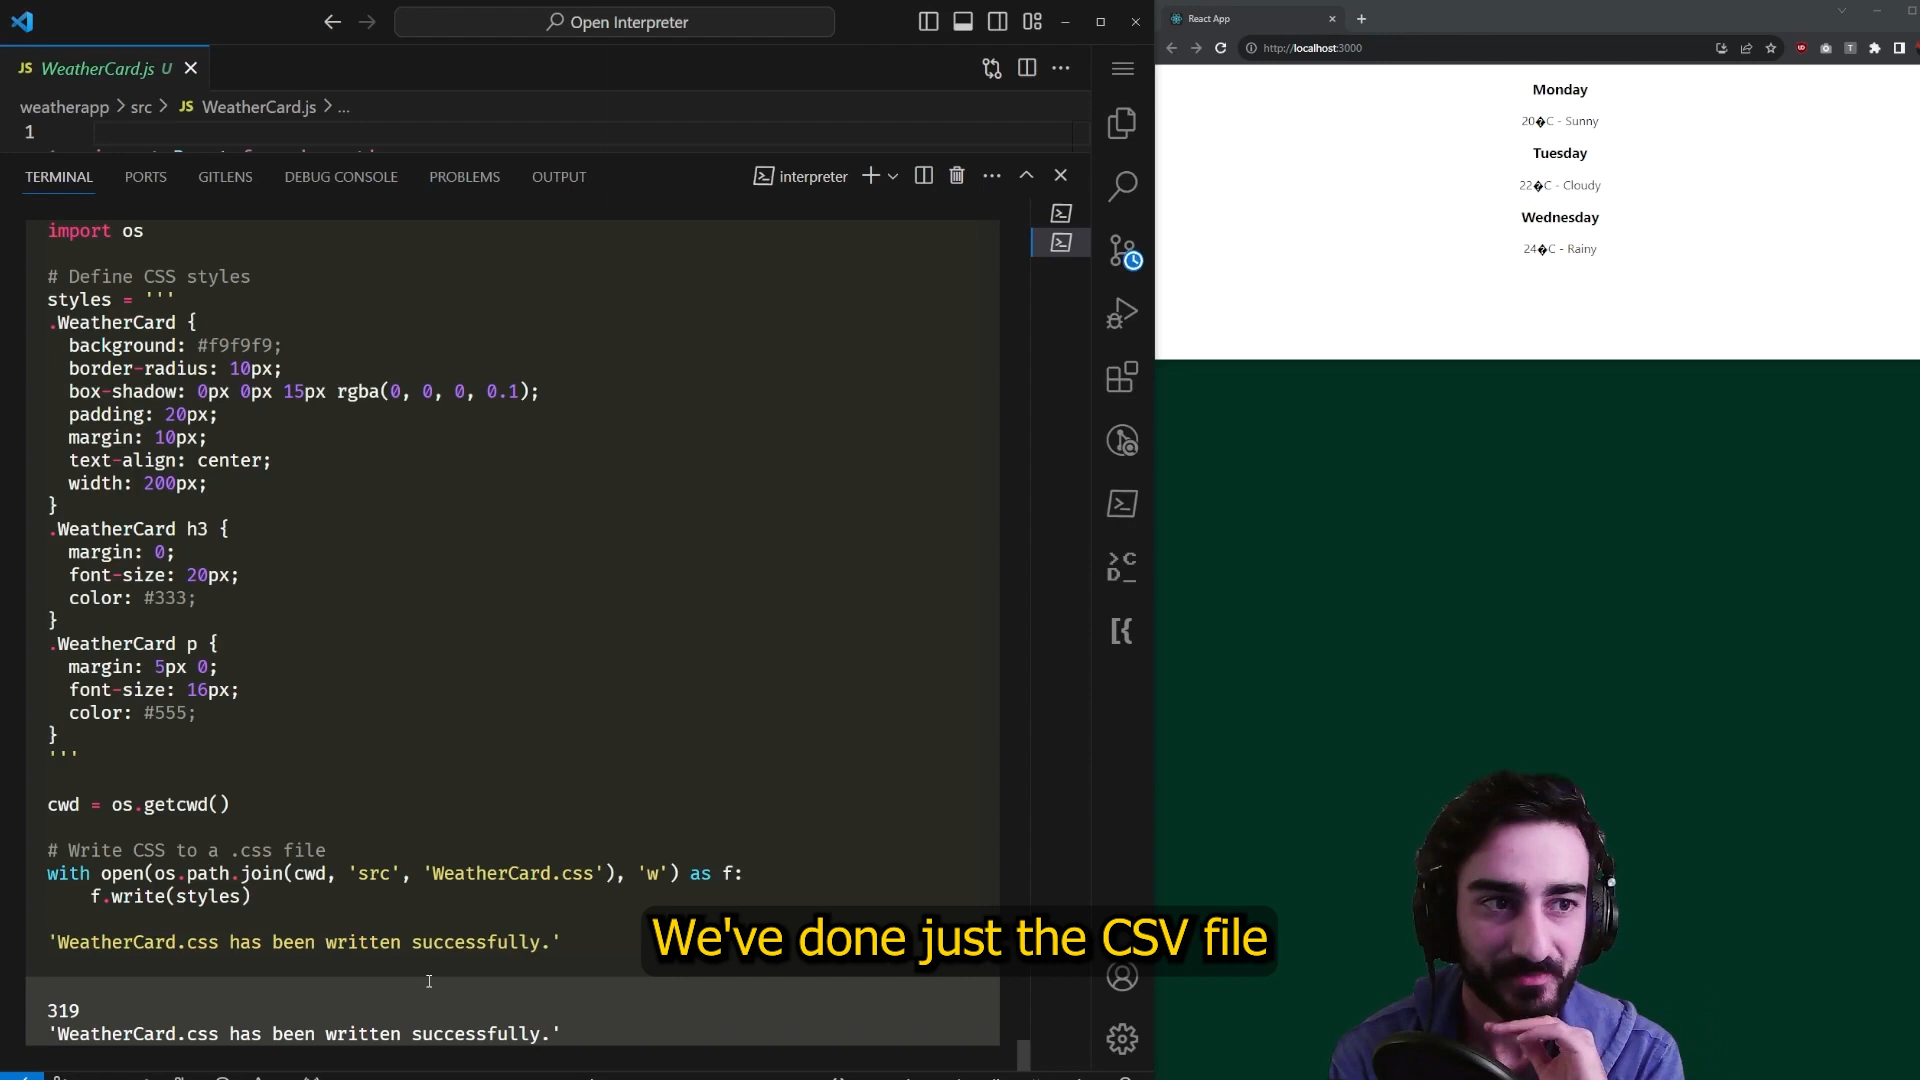 Open Interpreter
JS WeatherCard.js U
weatherapp > src > JS WeatherCard.js > ...
1
TERMINAL PORTS GITLENS DEBUG CONSOLE PROBLEMS OUTPUT interpreter
import os
# Define CSS styles
styles = '''
.WeatherCard {
background: #f9f9f9;
border-radius: 10px;
box-shadow: 0px 0px 15px rgba(0, 0, 0, 0.1);
padding: 20px;
margin: 10px;
text-align: center;
width: 200px;
}
.WeatherCard h3 {
margin: 0;
font-size: 20px;
color: #333;
}
.WeatherCard p {
margin: 5px 0;
font-size: 16px;
color: #555;
}
'''
cwd = os.getcwd()
# Write CSS to a .css file
with open(os.path.join(cwd, 'src', 'WeatherCard.css'), 'w') as f:
f.write(styles)
'WeatherCard.css has been written successfully.'
319
'WeatherCard.css has been written successfully.'
React App
http://localhost:3000
Monday
20�C - Sunny
Tuesday
22�C - Cloudy
Wednesday
24�C - Rainy
We've done just the CSV file